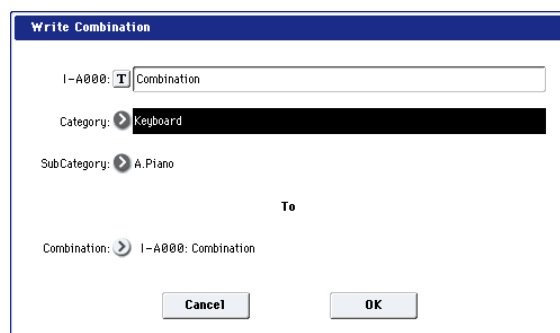 Write Combination
I-A000: T Combination
Category: Keyboard
SubCategory: A.Piano
To
Combination: I-A000: Combination
Cancel OK